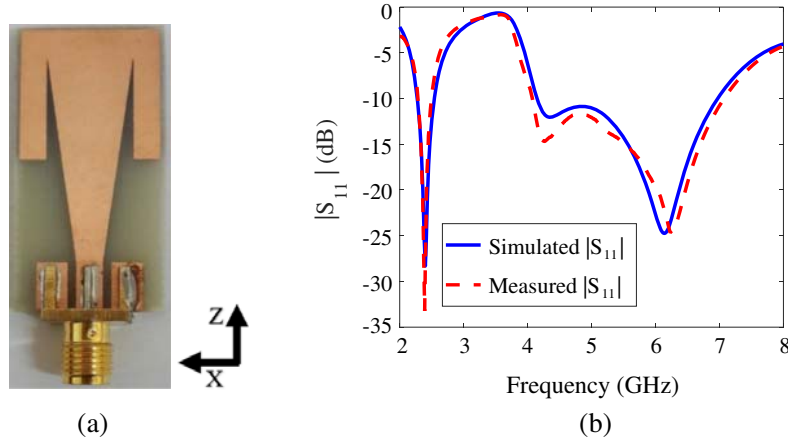 z
x
(a)
0
-5
-10
-15
-20
-25
-30
-35
|S11| (dB)
Simulated |S11|
Measured |S11|
2 3 4 5 6 7 8
Frequency (GHz)
(b)